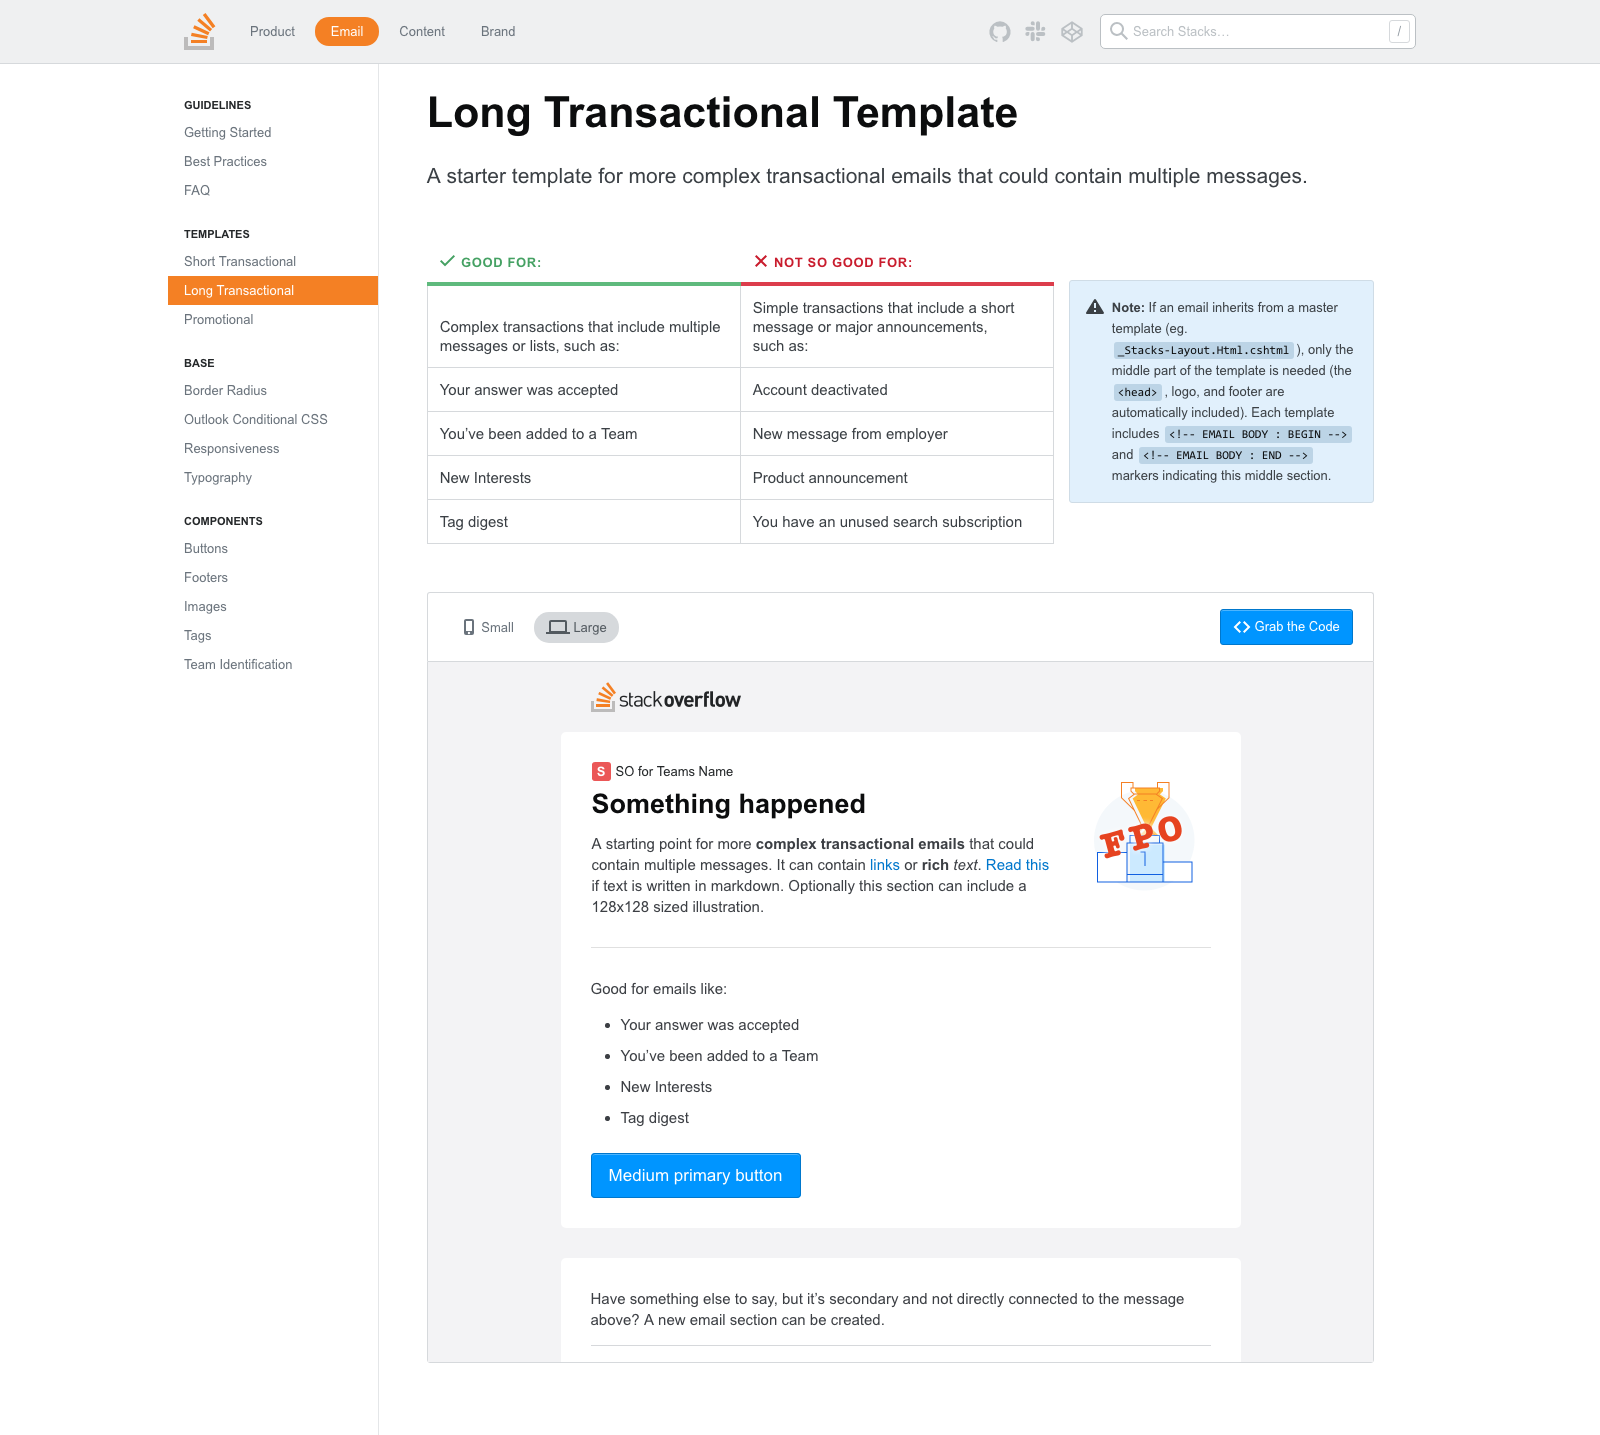 Product
Email
Content
Brand
Search Stacks...
/
GUIDELINES
Getting Started
Best Practices
FAQ
TEMPLATES
Short Transactional
Long Transactional
Promotional
BASE
Border Radius
Outlook Conditional CSS
Responsiveness
Typography
COMPONENTS
Buttons
Footers
Images
Tags
Team Identification
Long Transactional Template
A starter template for more complex transactional emails that could contain multiple messages.
GOOD FOR:
NOT SO GOOD FOR:
Complex transactions that include multiple
messages or lists, such as:
Simple transactions that include a short
message or major announcements,
such as:
Your answer was accepted
Account deactivated
You’ve been added to a Team
New message from employer
New Interests
Product announcement
Tag digest
You have an unused search subscription
Note: If an email inherits from a master
template (eg.
_Stacks-Layout.Html.cshtml ), only the
middle part of the template is needed (the
<head> , logo, and footer are
automatically included). Each template
includes <!-- EMAIL BODY : BEGIN -->
and <!-- EMAIL BODY : END -->
markers indicating this middle section.
Small
Large
Grab the Code
stackoverflow
S SO for Teams Name
Something happened
A starting point for more complex transactional emails that could
contain multiple messages. It can contain links or rich text. Read this
if text is written in markdown. Optionally this section can include a
128x128 sized illustration.
FPO
1
Good for emails like:
Your answer was accepted
You’ve been added to a Team
New Interests
Tag digest
Medium primary button
Have something else to say, but it’s secondary and not directly connected to the message
above? A new email section can be created.